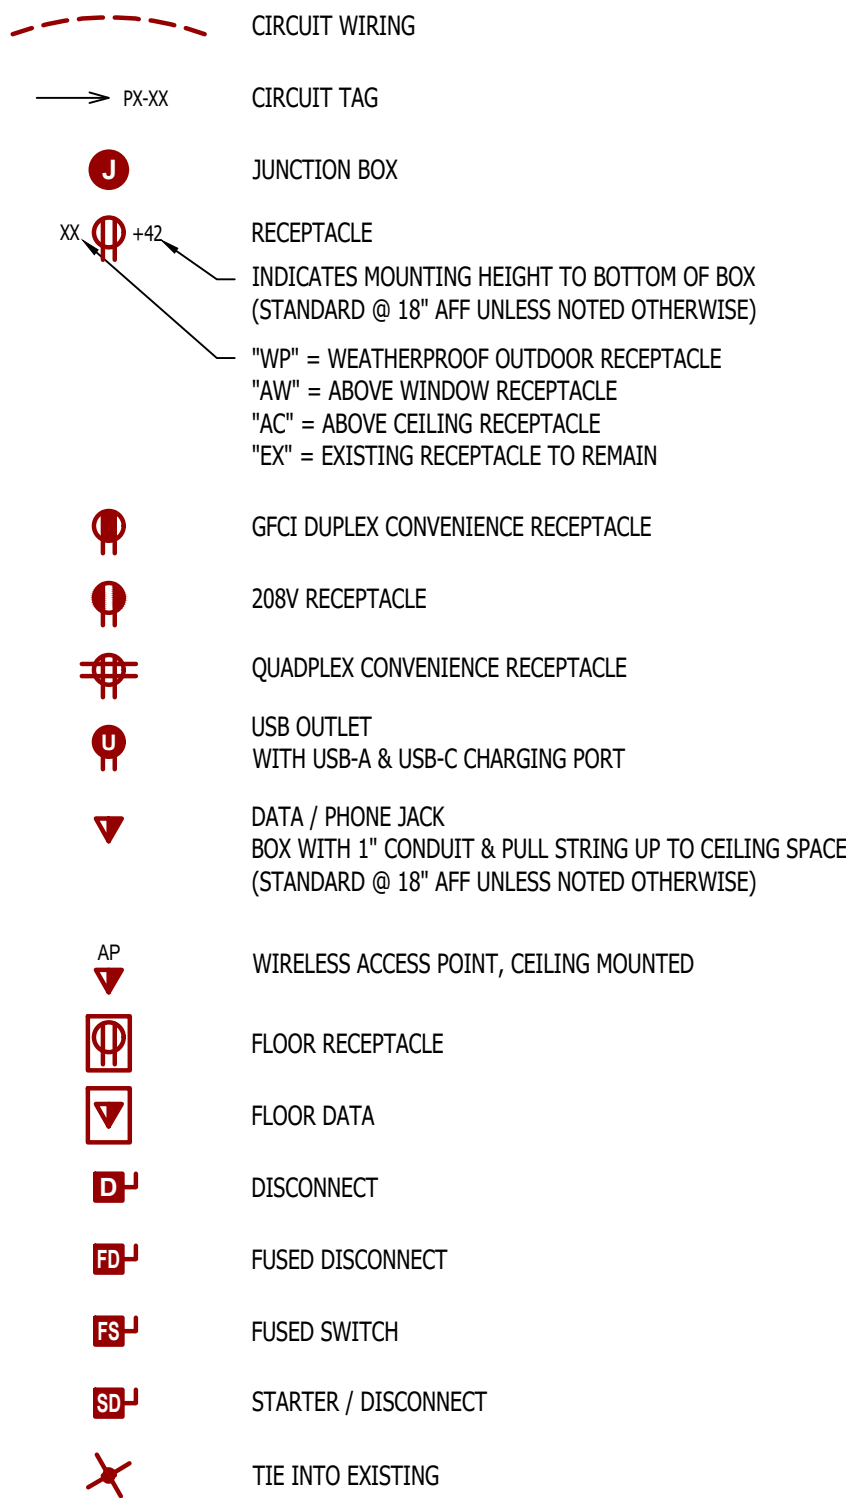 CIRCUIT WIRING
PX-XX CIRCUIT TAG
J JUNCTION BOX
XX +42 RECEPTACLE
INDICATES MOUNTING HEIGHT TO BOTTOM OF BOX
(STANDARD @ 18" AFF UNLESS NOTED OTHERWISE)
"WP" = WEATHERPROOF OUTDOOR RECEPTACLE
"AW" = ABOVE WINDOW RECEPTACLE
"AC" = ABOVE CEILING RECEPTACLE
"EX" = EXISTING RECEPTACLE TO REMAIN
GFCI DUPLEX CONVENIENCE RECEPTACLE
208V RECEPTACLE
QUADPLEX CONVENIENCE RECEPTACLE
USB OUTLET
U WITH USB-A & USB-C CHARGING PORT
DATA / PHONE JACK
BOX WITH 1" CONDUIT & PULL STRING UP TO CEILING SPACE
(STANDARD @ 18" AFF UNLESS NOTED OTHERWISE)
AP WIRELESS ACCESS POINT, CEILING MOUNTED
FLOOR RECEPTACLE
FLOOR DATA
D DISCONNECT
FD FUSED DISCONNECT
FS FUSED SWITCH
SD STARTER / DISCONNECT
TIE INTO EXISTING